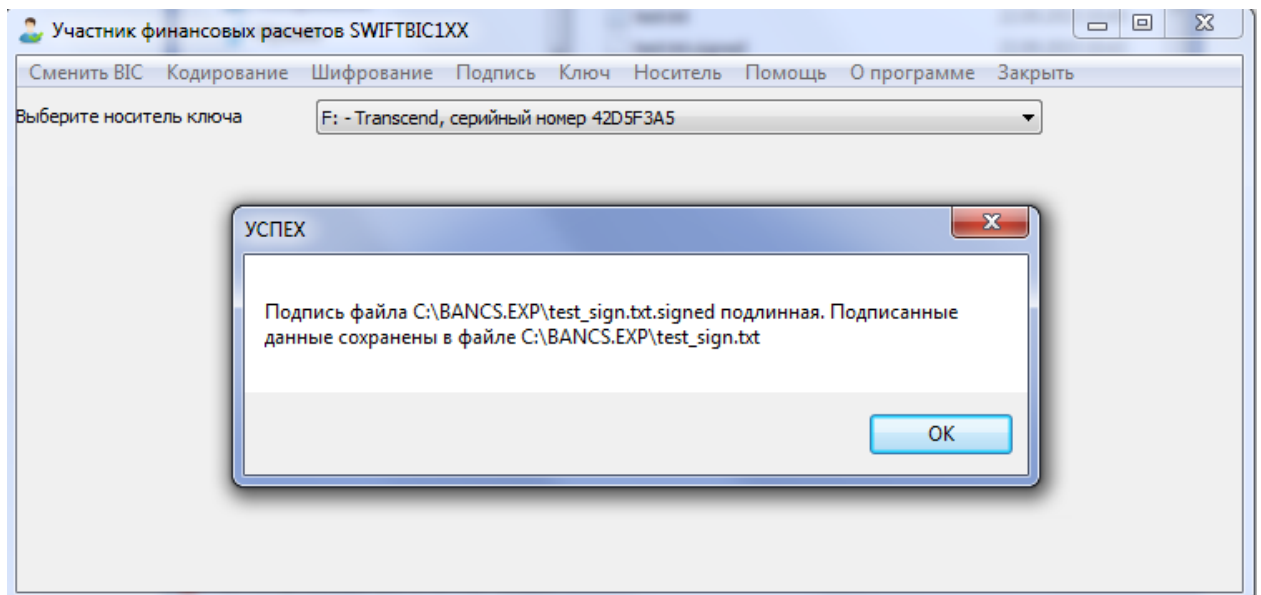 Участник финансовых расчетов SWIFTBIC1XX
Сменить BIC Кодирование Шифрование Подпись Ключ Носитель Помощь О программе Закрыть
Выберите носитель ключа F: - Transcend, серийный номер 42D5F3A5
УСПЕХ
Подпись файла C:\BANCS.EXP\test_sign.txt.signed подлинная. Подписанные
данные сохранены в файле C:\BANCS.EXP\test_sign.txt
OK